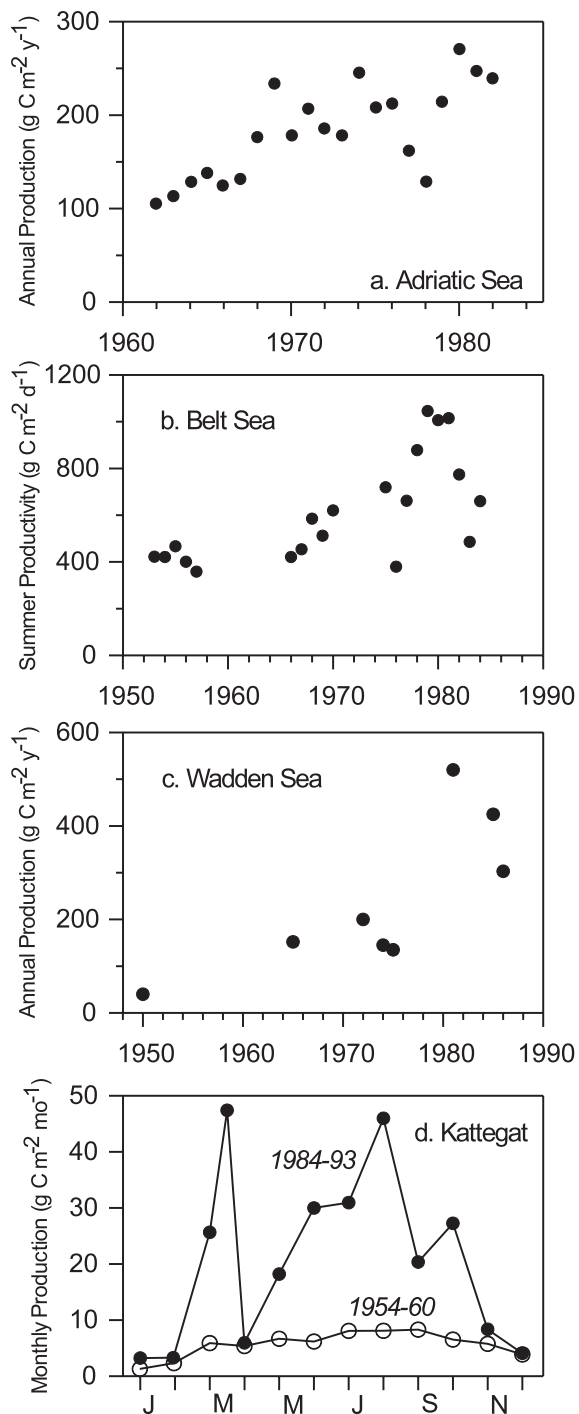 Annual Production (g C m-2 y-1)
300
200
100
0
a. Adriatic Sea
1960 1970 1980
Summer Productivity (g C m-2 d-1)
1200
800
400
0
b. Belt Sea
1950 1960 1970 1980 1990
Annual Production (g C m-2 y-1)
600
400
200
0
c. Wadden Sea
1950 1960 1970 1980 1990
Monthly Production (g C m-2 mo-1)
50
40
30
20
10
0
d. Kattegat
1984-93
1954-60
J M M J S N